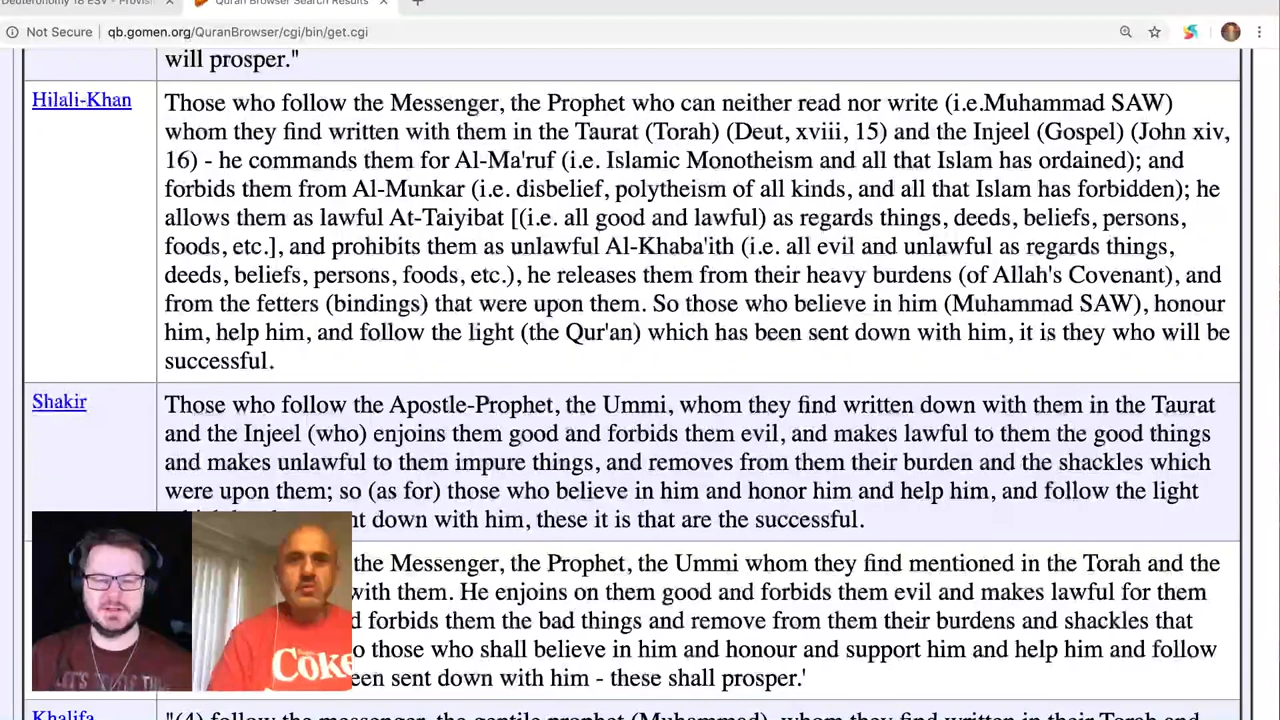 Deuteronomy 18 ESV - Provisi
Quran Browser Search Results
Not Secure
qb.gomen.org/QuranBrowser/cgi/bin/get.cgi
will prosper."
Hilali-Khan
Those who follow the Messenger, the Prophet who can neither read nor write (i.e.Muhammad SAW)
whom they find written with them in the Taurat (Torah) (Deut, xviii, 15) and the Injeel (Gospel) (John xiv,
16) - he commands them for Al-Ma'ruf (i.e. Islamic Monotheism and all that Islam has ordained); and
forbids them from Al-Munkar (i.e. disbelief, polytheism of all kinds, and all that Islam has forbidden); he
allows them as lawful At-Taiyibat [(i.e. all good and lawful) as regards things, deeds, beliefs, persons,
foods, etc.], and prohibits them as unlawful Al-Khaba'ith (i.e. all evil and unlawful as regards things,
deeds, beliefs, persons, foods, etc.), he releases them from their heavy burdens (of Allah's Covenant), and
from the fetters (bindings) that were upon them. So those who believe in him (Muhammad SAW), honour
him, help him, and follow the light (the Qur'an) which has been sent down with him, it is they who will be
successful.
Shakir
Those who follow the Apostle-Prophet, the Ummi, whom they find written down with them in the Taurat
and the Injeel (who) enjoins them good and forbids them evil, and makes lawful to them the good things
and makes unlawful to them impure things, and removes from them their burden and the shackles which
were upon them; so (as for) those who believe in him and honor him and help him, and follow the light
down with him, these it is that are the successful.
the Messenger, the Prophet, the Ummi whom they find mentioned in the Torah and the
with them. He enjoins on them good and forbids them evil and makes lawful for them
forbids them the bad things and remove from them their burdens and shackles that
those who shall believe in him and honour and support him and help him and follow
been sent down with him - these shall prosper.'
Coke
Khalifa
"(4) follow the messenger, the gentile prophet (Muhammad), whom they find written in their Torah and